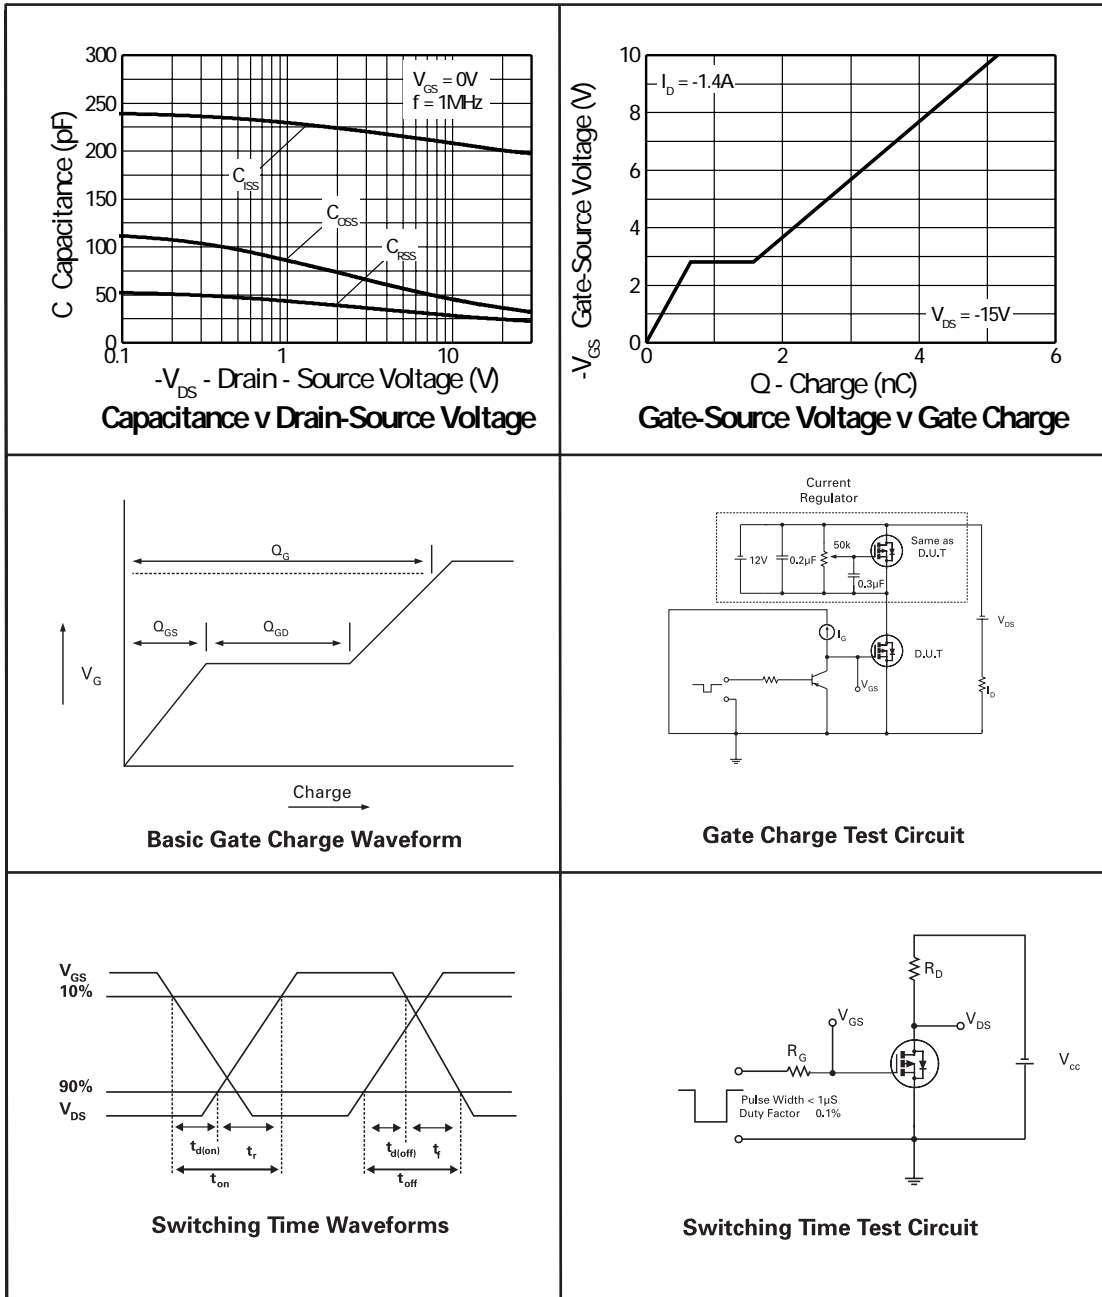 300
250
200
150
100
50
0
0.1
1
10
C Capacitance (pF)
VGS = 0V
f = 1MHz
CISS
COSS
CRSS
-VDS - Drain - Source Voltage (V)
Capacitance v Drain-Source Voltage
10
8
6
4
2
0
0
2
4
6
-VGS Gate-Source Voltage (V)
ID = -1.4A
VDS = -15V
Q - Charge (nC)
Gate-Source Voltage v Gate Charge
QG
QGS
QGD
VG
Charge
Basic Gate Charge Waveform
Current
Regulator
12V
0.2µF
50k
0.3µF
Same as
D.U.T
IG
VDS
D.U.T
VGS
ID
Gate Charge Test Circuit
VGS
10%
90%
VDS
td(on)
tr
td(off)
tf
ton
toff
Switching Time Waveforms
RD
VGS
VDS
RG
Vcc
Pulse Width < 1µS
Duty Factor 0.1%
Switching Time Test Circuit